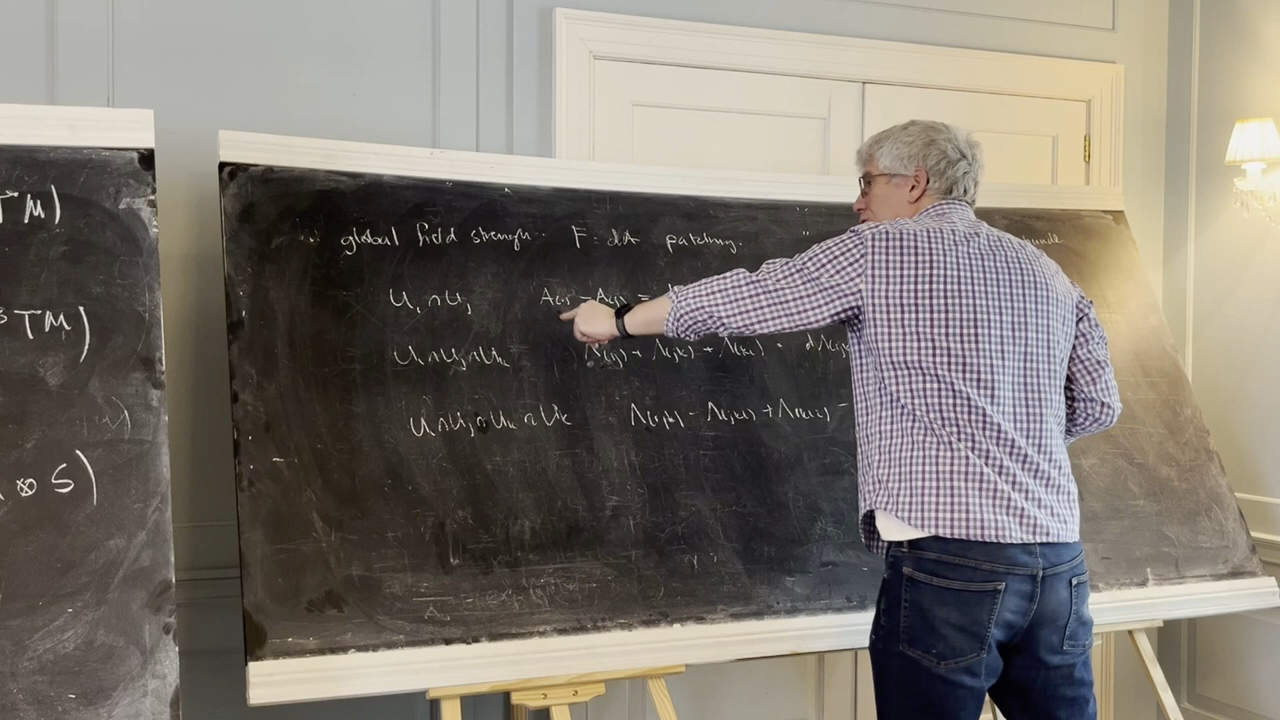 TM)
TM)
⊗ S)
global field strength. F = dA patching. "
U_i ∩ U_j A_(i) - A_(j) =
U_i ∩ U_j ∩ U_k Λ_(ij) + Λ_(jk) + Λ_(ki) = dΛ_(ijk
U_i ∩ U_j ∩ U_k ∩ U_l Λ_(ijk) - Λ_(jkl) + Λ_(kli) -